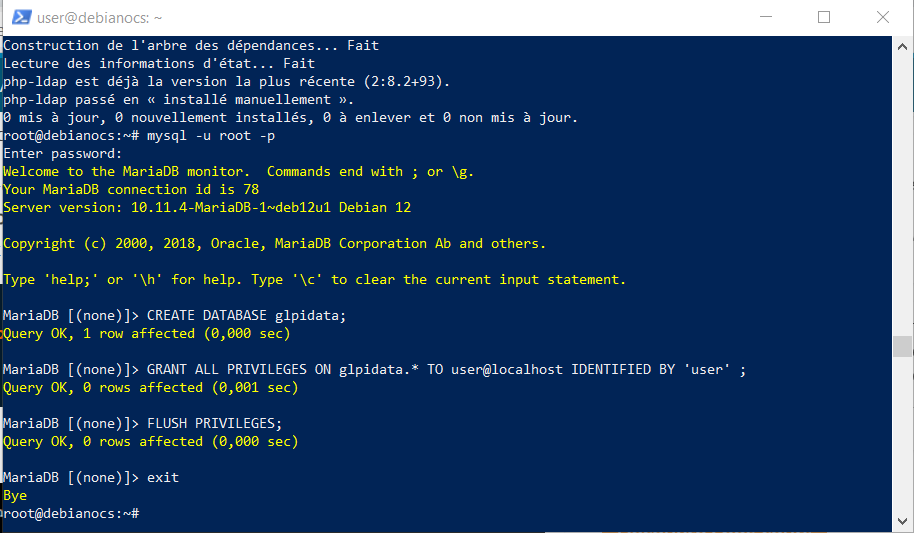 user@debianocs: ~
Construction de l'arbre des dépendances... Fait
Lecture des informations d'état... Fait
php-ldap est déjà la version la plus récente (2:8.2+93).
php-ldap passé en « installé manuellement ».
0 mis à jour, 0 nouvellement installés, 0 à enlever et 0 non mis à jour.
root@debianocs:~# mysql -u root -p
Enter password:
Welcome to the MariaDB monitor.  Commands end with ; or \g.
Your MariaDB connection id is 78
Server version: 10.11.4-MariaDB-1~deb12u1 Debian 12
Copyright (c) 2000, 2018, Oracle, MariaDB Corporation Ab and others.
Type 'help;' or '\h' for help. Type '\c' to clear the current input statement.
MariaDB [(none)]> CREATE DATABASE glpidata;
Query OK, 1 row affected (0,000 sec)
MariaDB [(none)]> GRANT ALL PRIVILEGES ON glpidata.* TO user@localhost IDENTIFIED BY 'user' ;
Query OK, 0 rows affected (0,001 sec)
MariaDB [(none)]> FLUSH PRIVILEGES;
Query OK, 0 rows affected (0,000 sec)
MariaDB [(none)]> exit
Bye
root@debianocs:~#